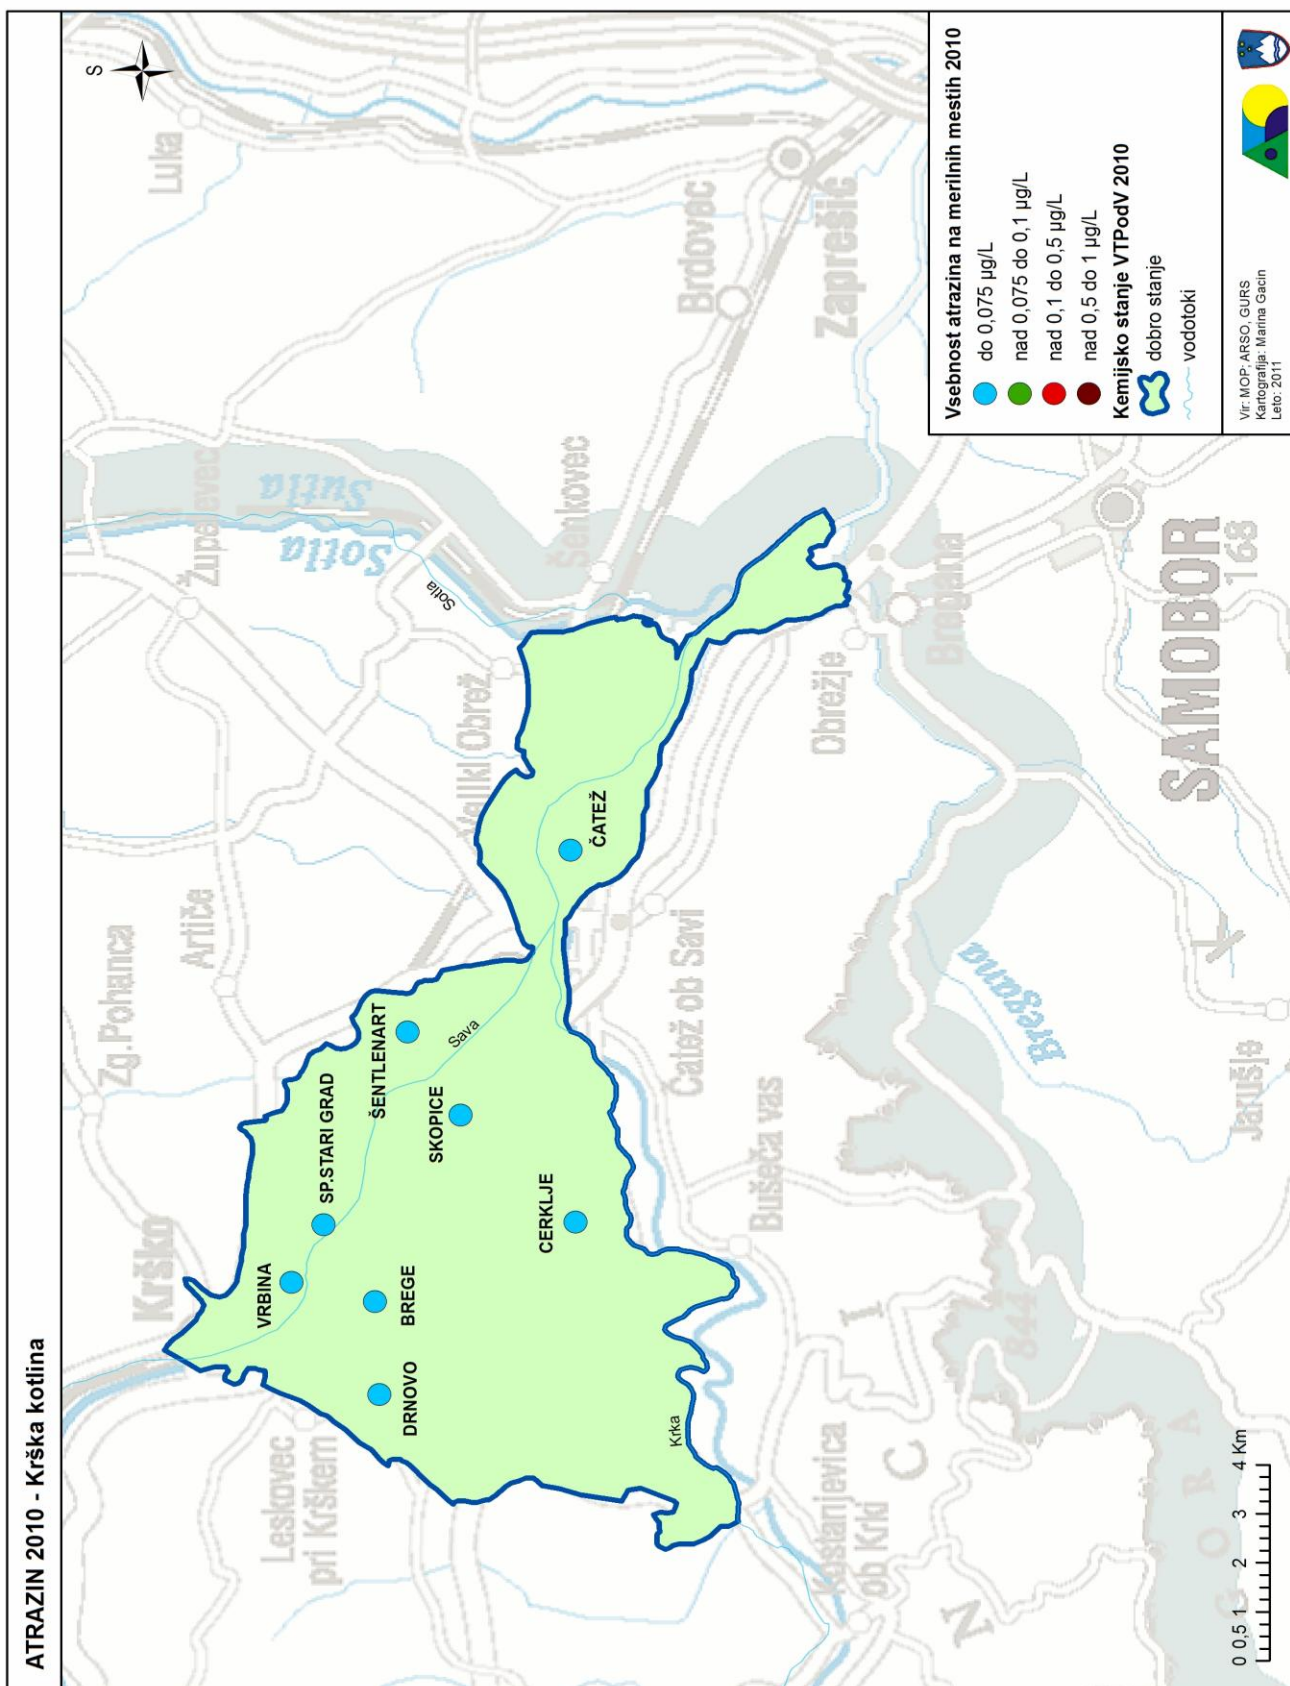 ATRAZIN 2010 - Krška kotlina
S
Luka
Zg.Pohanca
Artiče
Župelevec
Sutla
Sotla
Sotla
Krško
Leskovec
pri Krškem
VRBINA
SP.STARI GRAD
ŠENTLENART
BREGE
DRNOVO
SKOPICE
CERKLJE
ČATEŽ
Sava
Krka
Veliki Obrež
Šenkovec
Brdovec
Zaprešić
Čatež ob Savi
Obrežje
Bregana
Bušeča vas
Kostanjevica
ob Krki
Bregana
SAMOBOR
168
Jarušje
844
N C I
G O R A
Vsebnost atrazina na merilnih mestih 2010
do 0,075 µg/L
nad 0,075 do 0,1 µg/L
nad 0,1 do 0,5 µg/L
nad 0,5 do 1 µg/L
Kemijsko stanje VTPodV 2010
dobro stanje
vodotoki
Vir: MOP; ARSO, GURS
Kartografija: Marina Gacin
Leto: 2011
0 0,5 1 2 3 4 Km